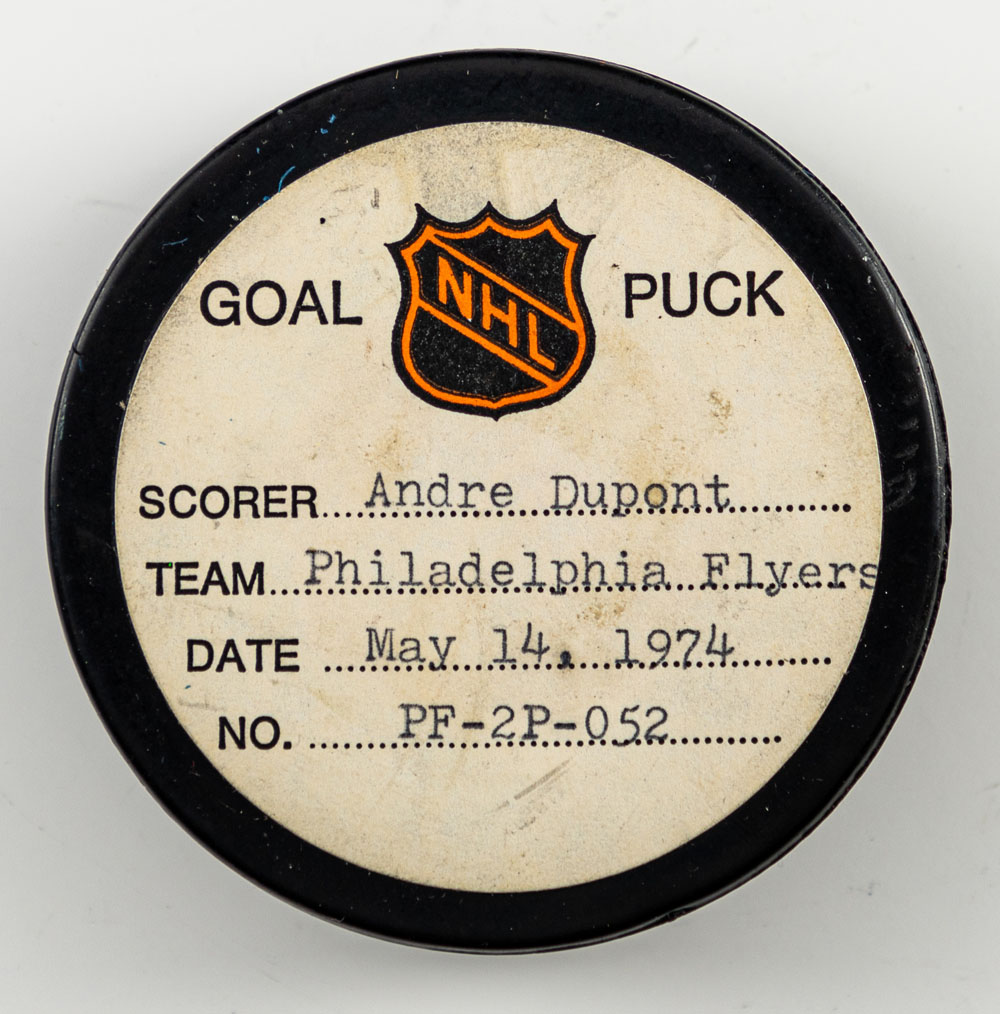 NHL
GOAL PUCK
SCORER....Andre Dupont..........
TEAM...Philadelphia Flyers
DATE ....May 14, 1974..........
NO. ........PF-2P-052..........